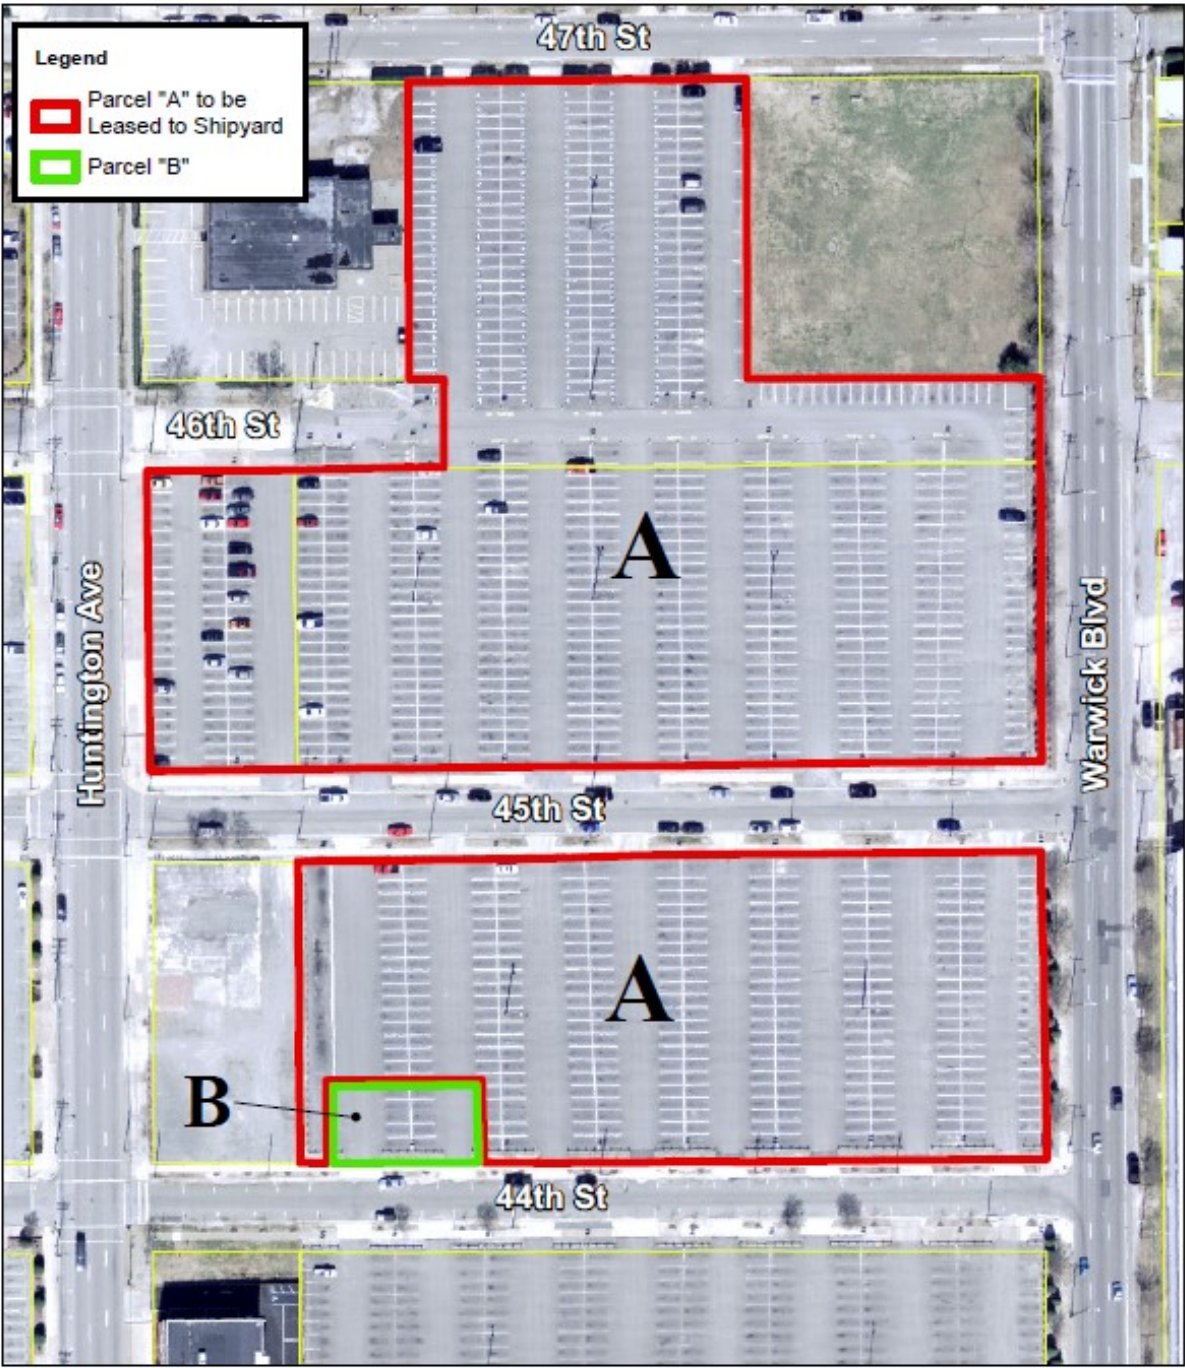 47th St
Legend
Parcel "A" to be
Leased to Shipyard
Parcel "B"
46th St
A
Huntington Ave
Warwick Blvd
45th St
A
B
44th St